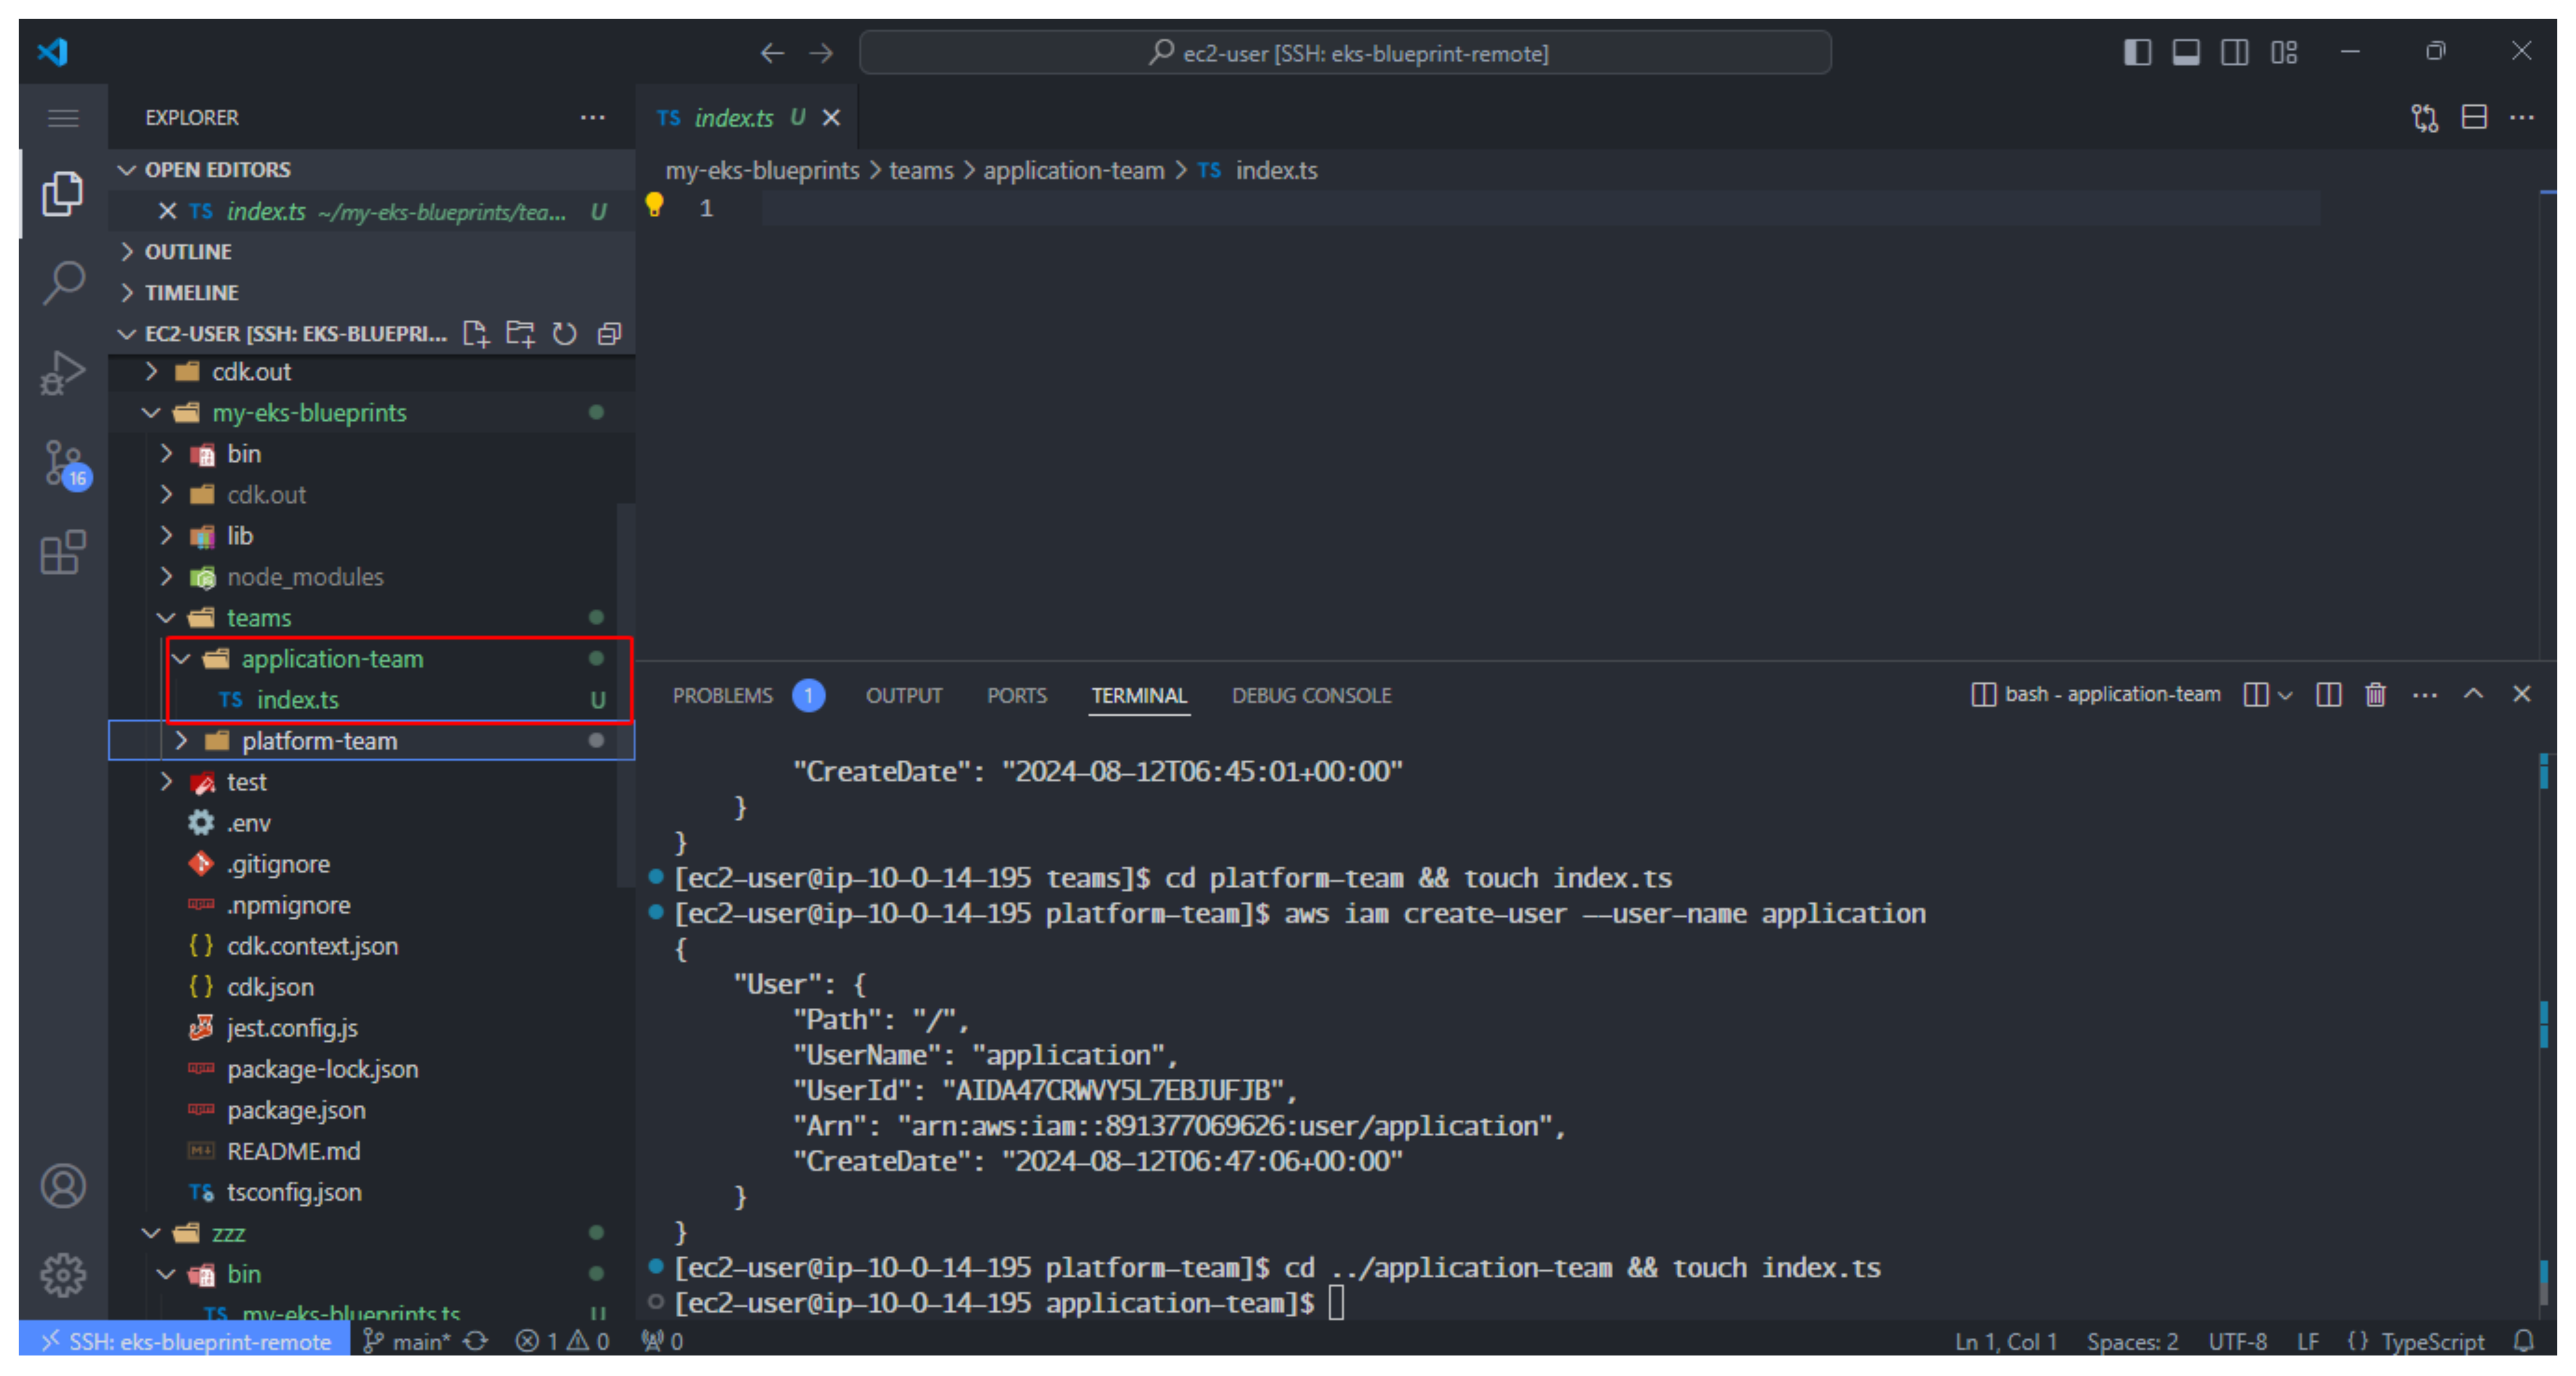 ec2-user [SSH: eks-blueprint-remote]
EXPLORER
OPEN EDITORS
TS index.ts ~/my-eks-blueprints/tea... U
OUTLINE
TIMELINE
EC2-USER [SSH: EKS-BLUEPRI...
cdk.out
my-eks-blueprints
bin
cdk.out
lib
node_modules
teams
application-team
TS index.ts U
platform-team
test
.env
.gitignore
.npmignore
{ } cdk.context.json
{ } cdk.json
jest.config.js
package-lock.json
package.json
README.md
TS tsconfig.json
zzz
bin
TS my-eks-blueprints.ts U
16
TS index.ts U
my-eks-blueprints > teams > application-team > TS index.ts
1
PROBLEMS 1 OUTPUT PORTS TERMINAL DEBUG CONSOLE
bash - application-team
"CreateDate": "2024-08-12T06:45:01+00:00"
}
}
[ec2-user@ip-10-0-14-195 teams]$ cd platform-team && touch index.ts
[ec2-user@ip-10-0-14-195 platform-team]$ aws iam create-user --user-name application
{
"User": {
"Path": "/",
"UserName": "application",
"UserId": "AIDA47CRWVY5L7EBJUFJB",
"Arn": "arn:aws:iam::891377069626:user/application",
"CreateDate": "2024-08-12T06:47:06+00:00"
}
}
[ec2-user@ip-10-0-14-195 platform-team]$ cd ../application-team && touch index.ts
[ec2-user@ip-10-0-14-195 application-team]$
SSH: eks-blueprint-remote main* 1 0 0 Ln 1, Col 1 Spaces: 2 UTF-8 LF { } TypeScript